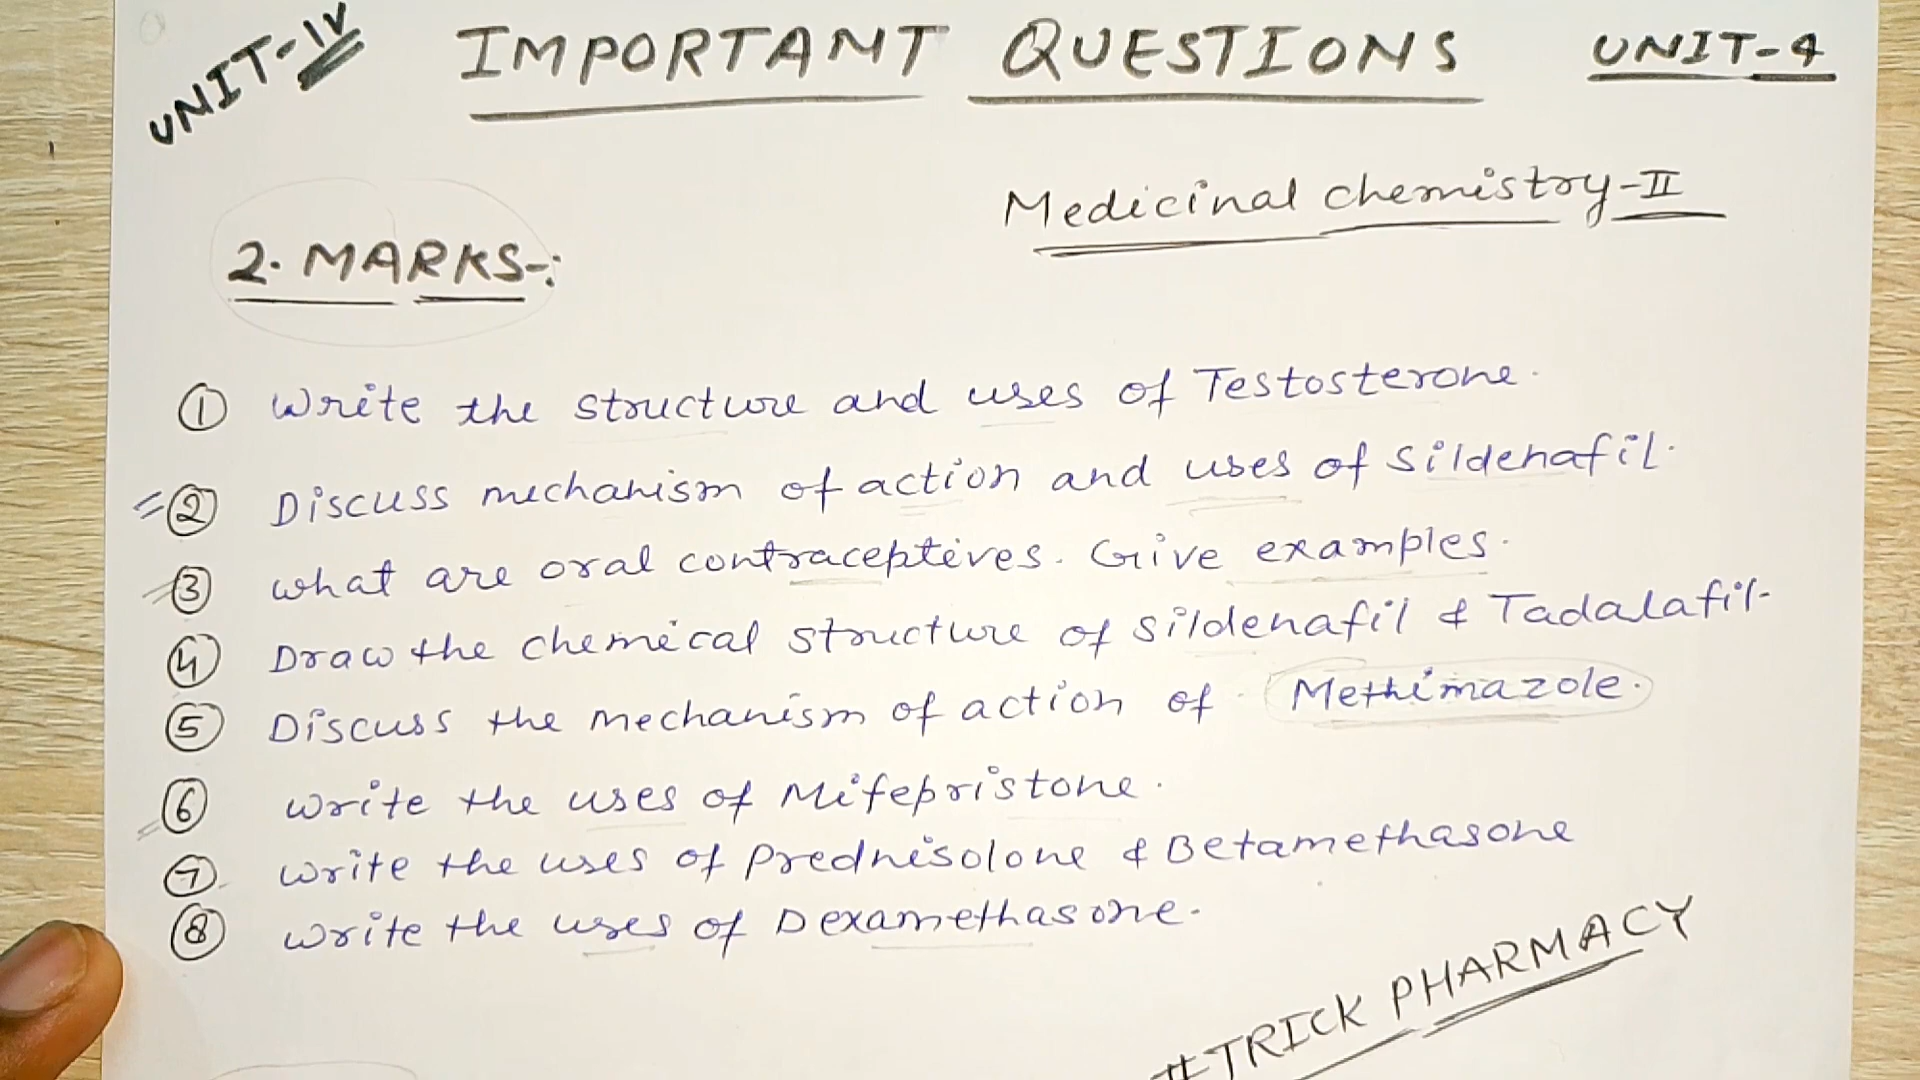 UNIT-IV IMPORTANT QUESTIONS UNIT-4
Medicinal chemistry-II
2. MARKS-:
① Write the structure and uses of Testosterone.
② Discuss mechanism of action and uses of Sildenafil.
③ What are oral contraceptives. Give examples.
④ Draw the chemical structure of Sildenafil & Tadalafil-
⑤ Discuss the mechanism of action of Methimazole.
⑥ Write the uses of Mifepristone.
⑦ Write the uses of Prednisolone & Betamethasone
⑧ Write the uses of Dexamethasone.
#TRICK PHARMACY